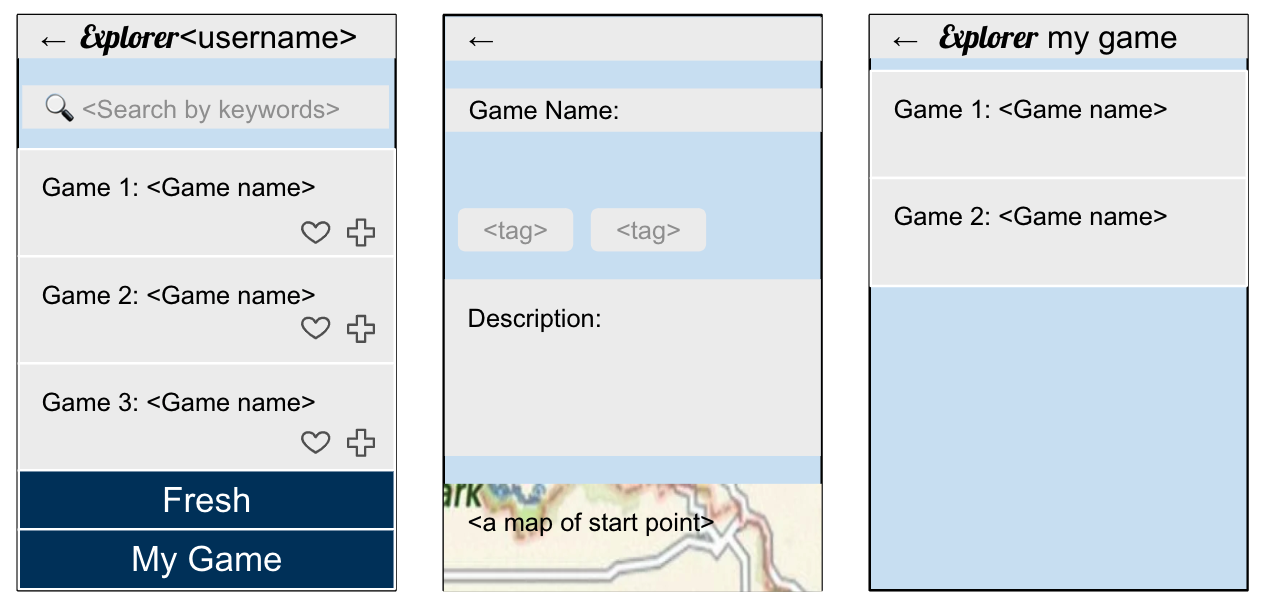 ← Explorer<username>
<Search by keywords>
Game 1: <Game name>
Game 2: <Game name>
Game 3: <Game name>
Fresh
My Game
←
Game Name:
<tag> <tag>
Description:
ark
<a map of start point>
← Explorer my game
Game 1: <Game name>
Game 2: <Game name>